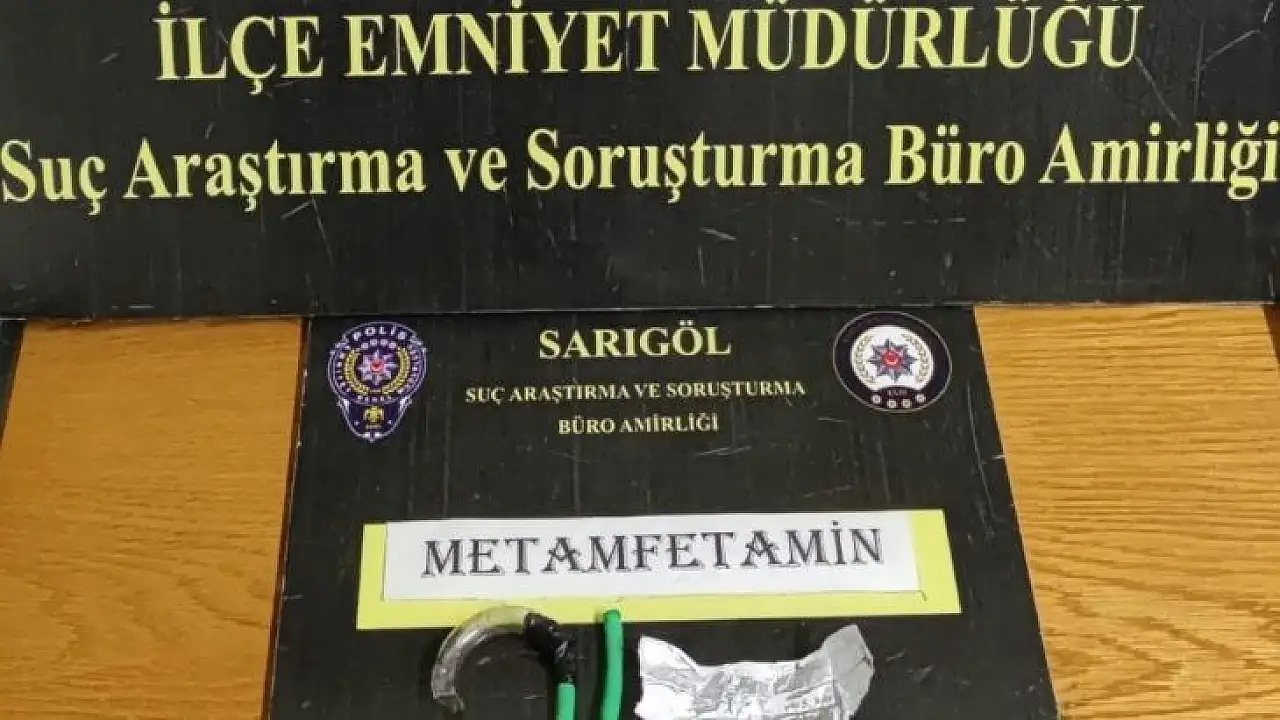 İLÇE EMNİYET MÜDÜRLÜĞÜ
Suç Araştırma ve Soruşturma Büro Amirliği
POLİS
SARIGÖL
SUÇ ARAŞTIRMA VE SORUŞTURMA
BÜRO AMİRLİĞİ
METAMFETAMİN